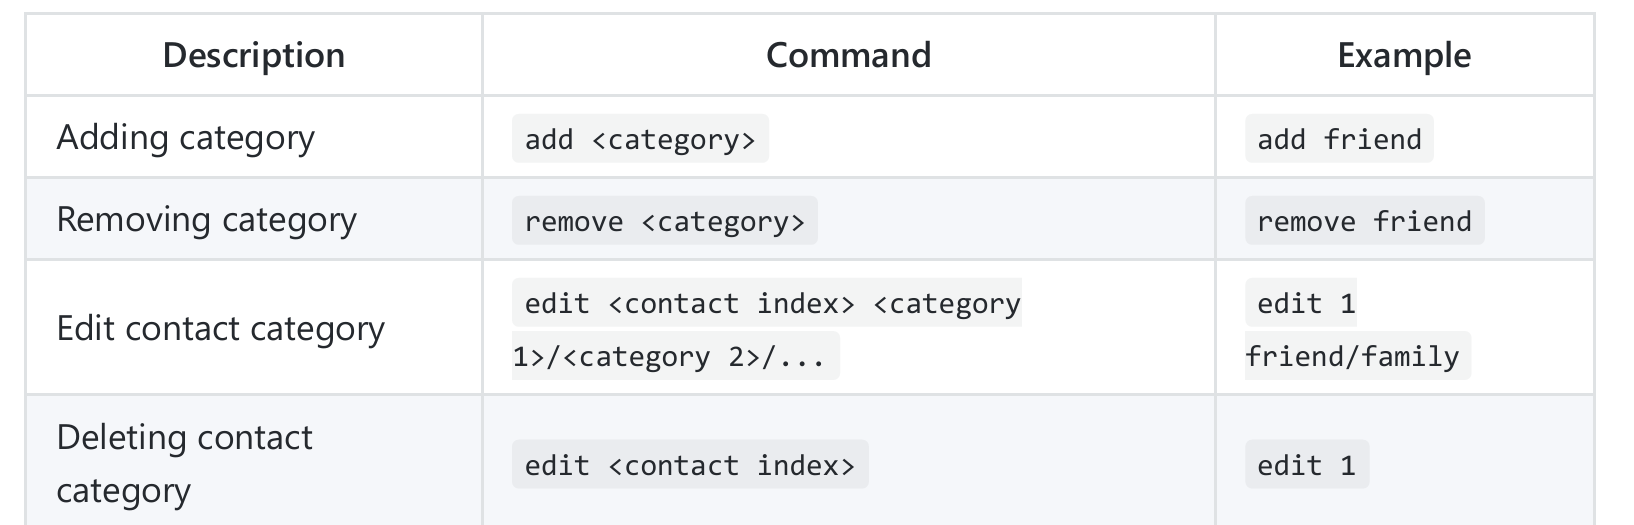 Description Command Example
Adding category add <category> add friend
Removing category remove <category> remove friend
Edit contact category edit <contact index> <category 1>/<category 2>/... edit 1 friend/family
Deleting contact category edit <contact index> edit 1